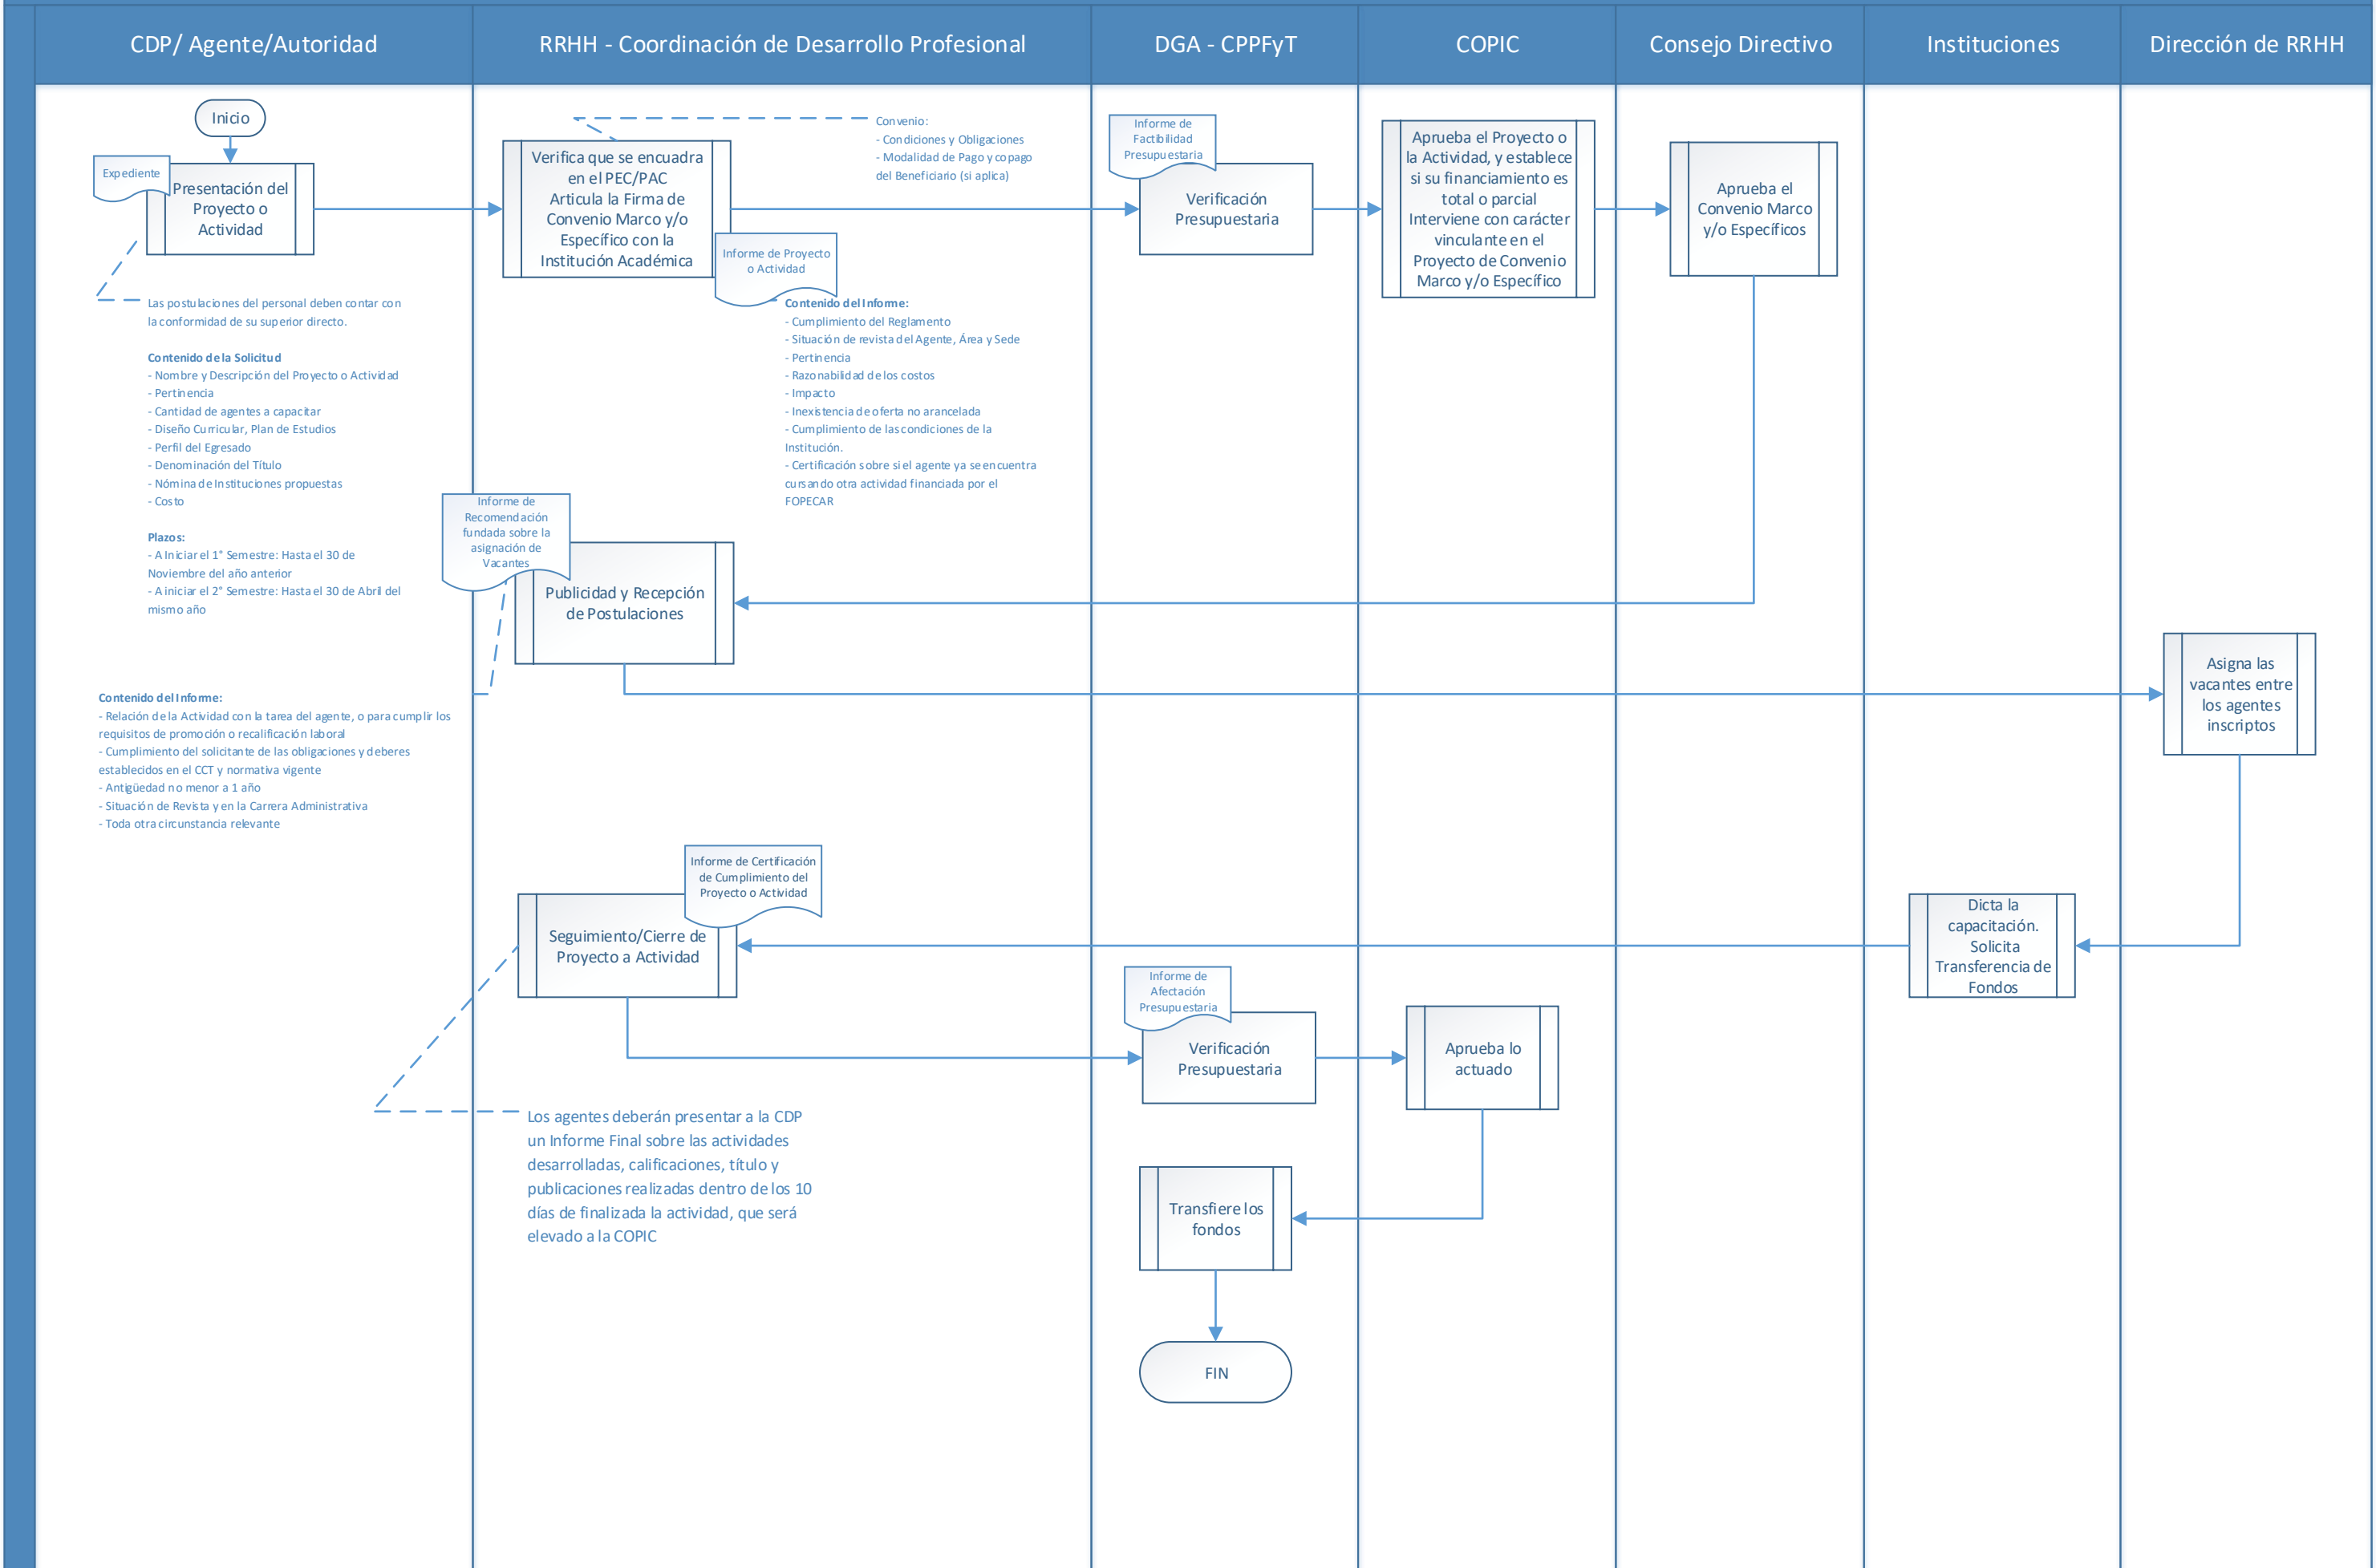 CDP/ Agente/Autoridad
RRHH - Coordinación de Desarrollo Profesional
DGA - CPPFyT
COPIC
Consejo Directivo
Instituciones
Dirección de RRHH
Inicio
Expediente
Presentación del
Proyecto o
Actividad
Las postulaciones del personal deben contar con
la conformidad de su superior directo.
Contenido de la Solicitud
- Nombre y Descripción del Proyecto o Actividad
- Pertinencia
- Cantidad de agentes a capacitar
- Diseño Curricular, Plan de Estudios
- Perfil del Egresado
- Denominación del Título
- Nómina de Instituciones propuestas
- Costo
Plazos:
- A Iniciar el 1° Semestre: Hasta el 30 de
Noviembre del año anterior
- A iniciar el 2° Semestre: Hasta el 30 de Abril del
mismo año
Verifica que se encuadra
en el PEC/PAC
Articula la Firma de
Convenio Marco y/o
Específico con la
Institución Académica
Convenio:
- Condiciones y Obligaciones
- Modalidad de Pago y copago
del Beneficiario (si aplica)
Informe de Proyecto
o Actividad
Contenido del Informe:
- Cumplimiento del Reglamento
- Situación de revista del Agente, Área y Sede
- Pertinencia
- Razonabilidad de los costos
- Impacto
- Inexistencia de oferta no arancelada
- Cumplimiento de las condiciones de la
Institución.
- Certificación sobre si el agente ya se encuentra
cursando otra actividad financiada por el
FOPECAR
Informe de
Factibilidad
Presupuestaria
Verificación
Presupuestaria
Aprueba el Proyecto o
la Actividad, y establece
si su financiamiento es
total o parcial
Interviene con carácter
vinculante en el
Proyecto de Convenio
Marco y/o Específico
Aprueba el
Convenio Marco
y/o Específicos
Informe de
Recomendación
fundada sobre la
asignación de
Vacantes
Publicidad y Recepción
de Postulaciones
Contenido del Informe:
- Relación de la Actividad con la tarea del agente, o para cumplir los
requisitos de promoción o recalificación laboral
- Cumplimiento del solicitante de las obligaciones y deberes
establecidos en el CCT y normativa vigente
- Antigüedad no menor a 1 año
- Situación de Revista y en la Carrera Administrativa
- Toda otra circunstancia relevante
Asigna las
vacantes entre
los agentes
inscriptos
Dicta la
capacitación.
Solicita
Transferencia de
Fondos
Informe de Certificación
de Cumplimiento del
Proyecto o Actividad
Seguimiento/Cierre de
Proyecto a Actividad
Los agentes deberán presentar a la CDP
un Informe Final sobre las actividades
desarrolladas, calificaciones, título y
publicaciones realizadas dentro de los 10
días de finalizada la actividad, que será
elevado a la COPIC
Informe de
Afectación
Presupuestaria
Verificación
Presupuestaria
Aprueba lo
actuado
Transfiere los
fondos
FIN